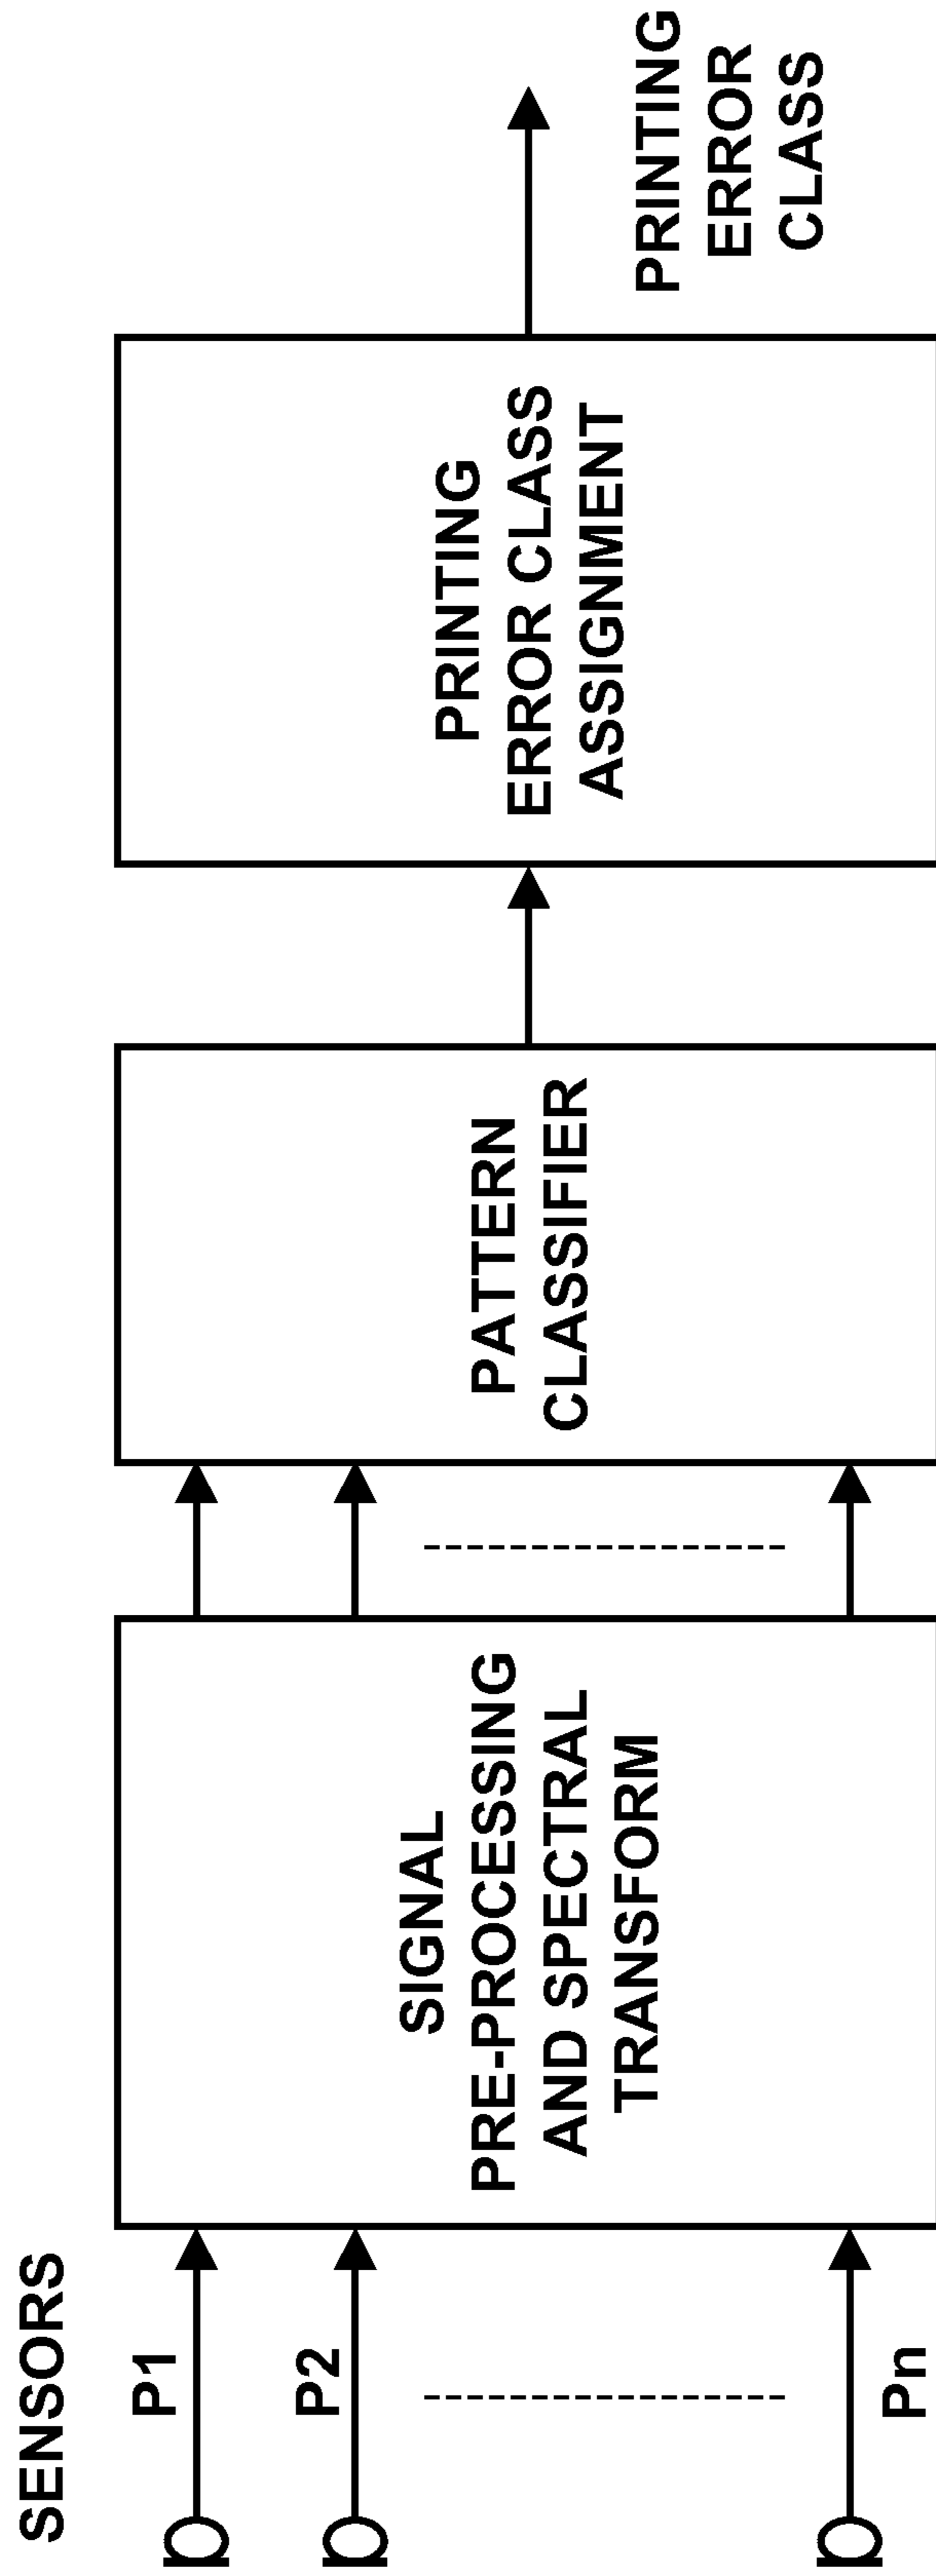 SENSORS
P1
P2
Pn
SIGNAL
PRE-PROCESSING
AND SPECTRAL
TRANSFORM
PATTERN
CLASSIFIER
PRINTING
ERROR CLASS
ASSIGNMENT
PRINTING
ERROR
CLASS